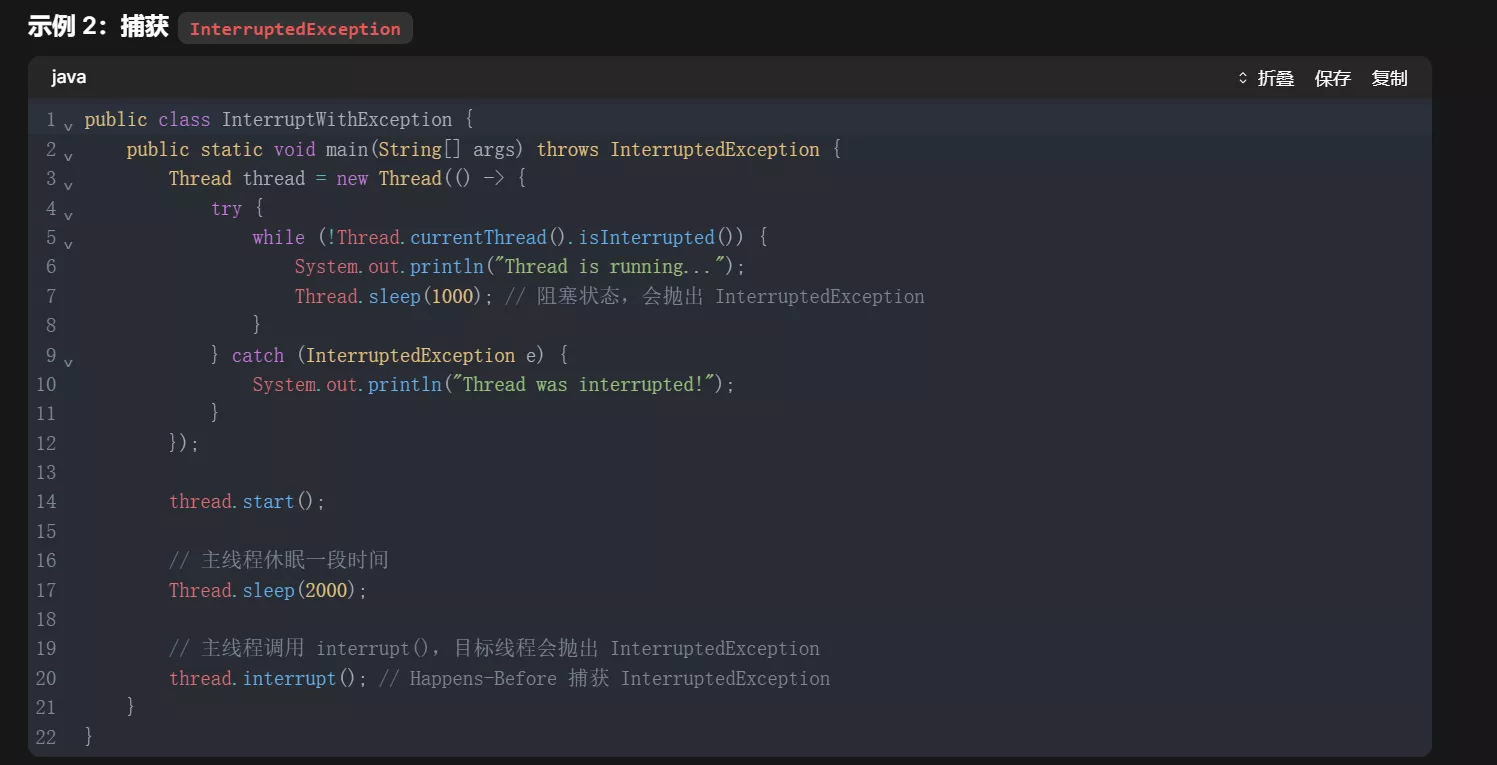 示例 2：捕获 InterruptedException
java 折叠 保存 复制
1 public class InterruptWithException {
2     public static void main(String[] args) throws InterruptedException {
3         Thread thread = new Thread(() -> {
4             try {
5                 while (!Thread.currentThread().isInterrupted()) {
6                     System.out.println("Thread is running...");
7                     Thread.sleep(1000); // 阻塞状态，会抛出 InterruptedException
8                 }
9             } catch (InterruptedException e) {
10                 System.out.println("Thread was interrupted!");
11             }
12         });
13
14         thread.start();
15
16         // 主线程休眠一段时间
17         Thread.sleep(2000);
18
19         // 主线程调用 interrupt()，目标线程会抛出 InterruptedException
20         thread.interrupt(); // Happens-Before 捕获 InterruptedException
21     }
22 }